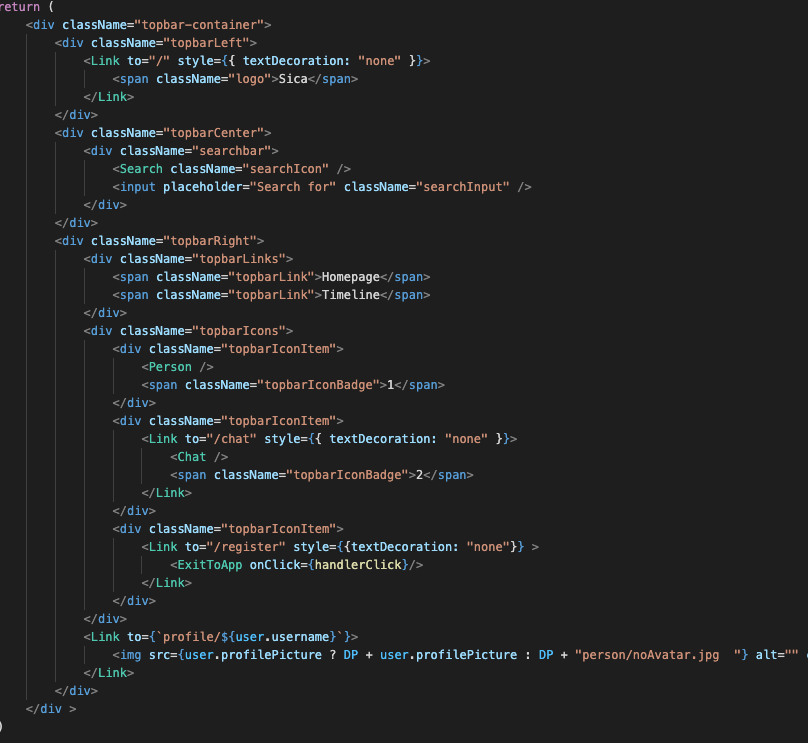 return (
<div className="topbar-container">
<div className="topbarLeft">
<Link to="/" style={{ textDecoration: "none" }}>
<span className="logo">Sica</span>
</Link>
</div>
<div className="topbarCenter">
<div className="searchbar">
<Search className="searchIcon" />
<input placeholder="Search for" className="searchInput" />
</div>
</div>
<div className="topbarRight">
<div className="topbarLinks">
<span className="topbarLink">Homepage</span>
<span className="topbarLink">Timeline</span>
</div>
<div className="topbarIcons">
<div className="topbarIconItem">
<Person />
<span className="topbarIconBadge">1</span>
</div>
<div className="topbarIconItem">
<Link to="/chat" style={{ textDecoration: "none" }}>
<Chat />
<span className="topbarIconBadge">2</span>
</Link>
</div>
<div className="topbarIconItem">
<Link to="/register" style={{textDecoration: "none"}} >
<ExitToApp onClick={handlerClick}/>
</Link>
</div>
</div>
<Link to={`profile/${user.username}`}>
<img src={user.profilePicture ? DP + user.profilePicture : DP + "person/noAvatar.jpg  "} alt=""
</Link>
</div>
</div >
)